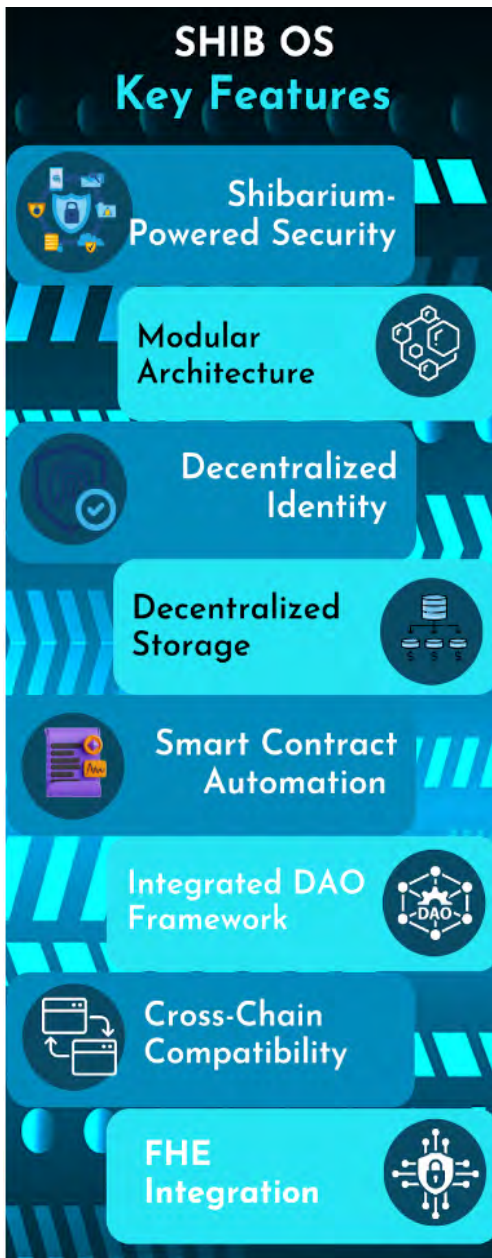 SHIB OS
Key Features
Shibarium-
Powered Security
Modular
Architecture
Decentralized
Identity
Decentralized
Storage
$ $ $
Smart Contract
Automation
Integrated DAO
Framework
DAO
Cross-Chain
Compatibility
FHE
Integration